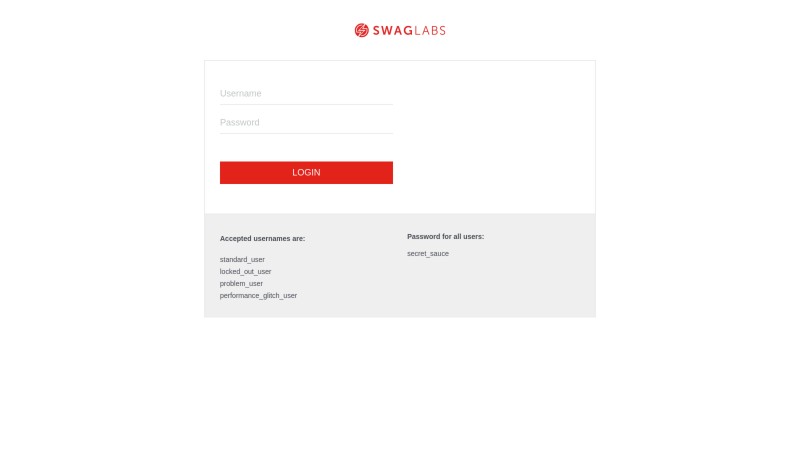 SWAGLABS
Username
Password
LOGIN
Accepted usernames are:
standard_user
locked_out_user
problem_user
performance_glitch_user
Password for all users:
secret_sauce